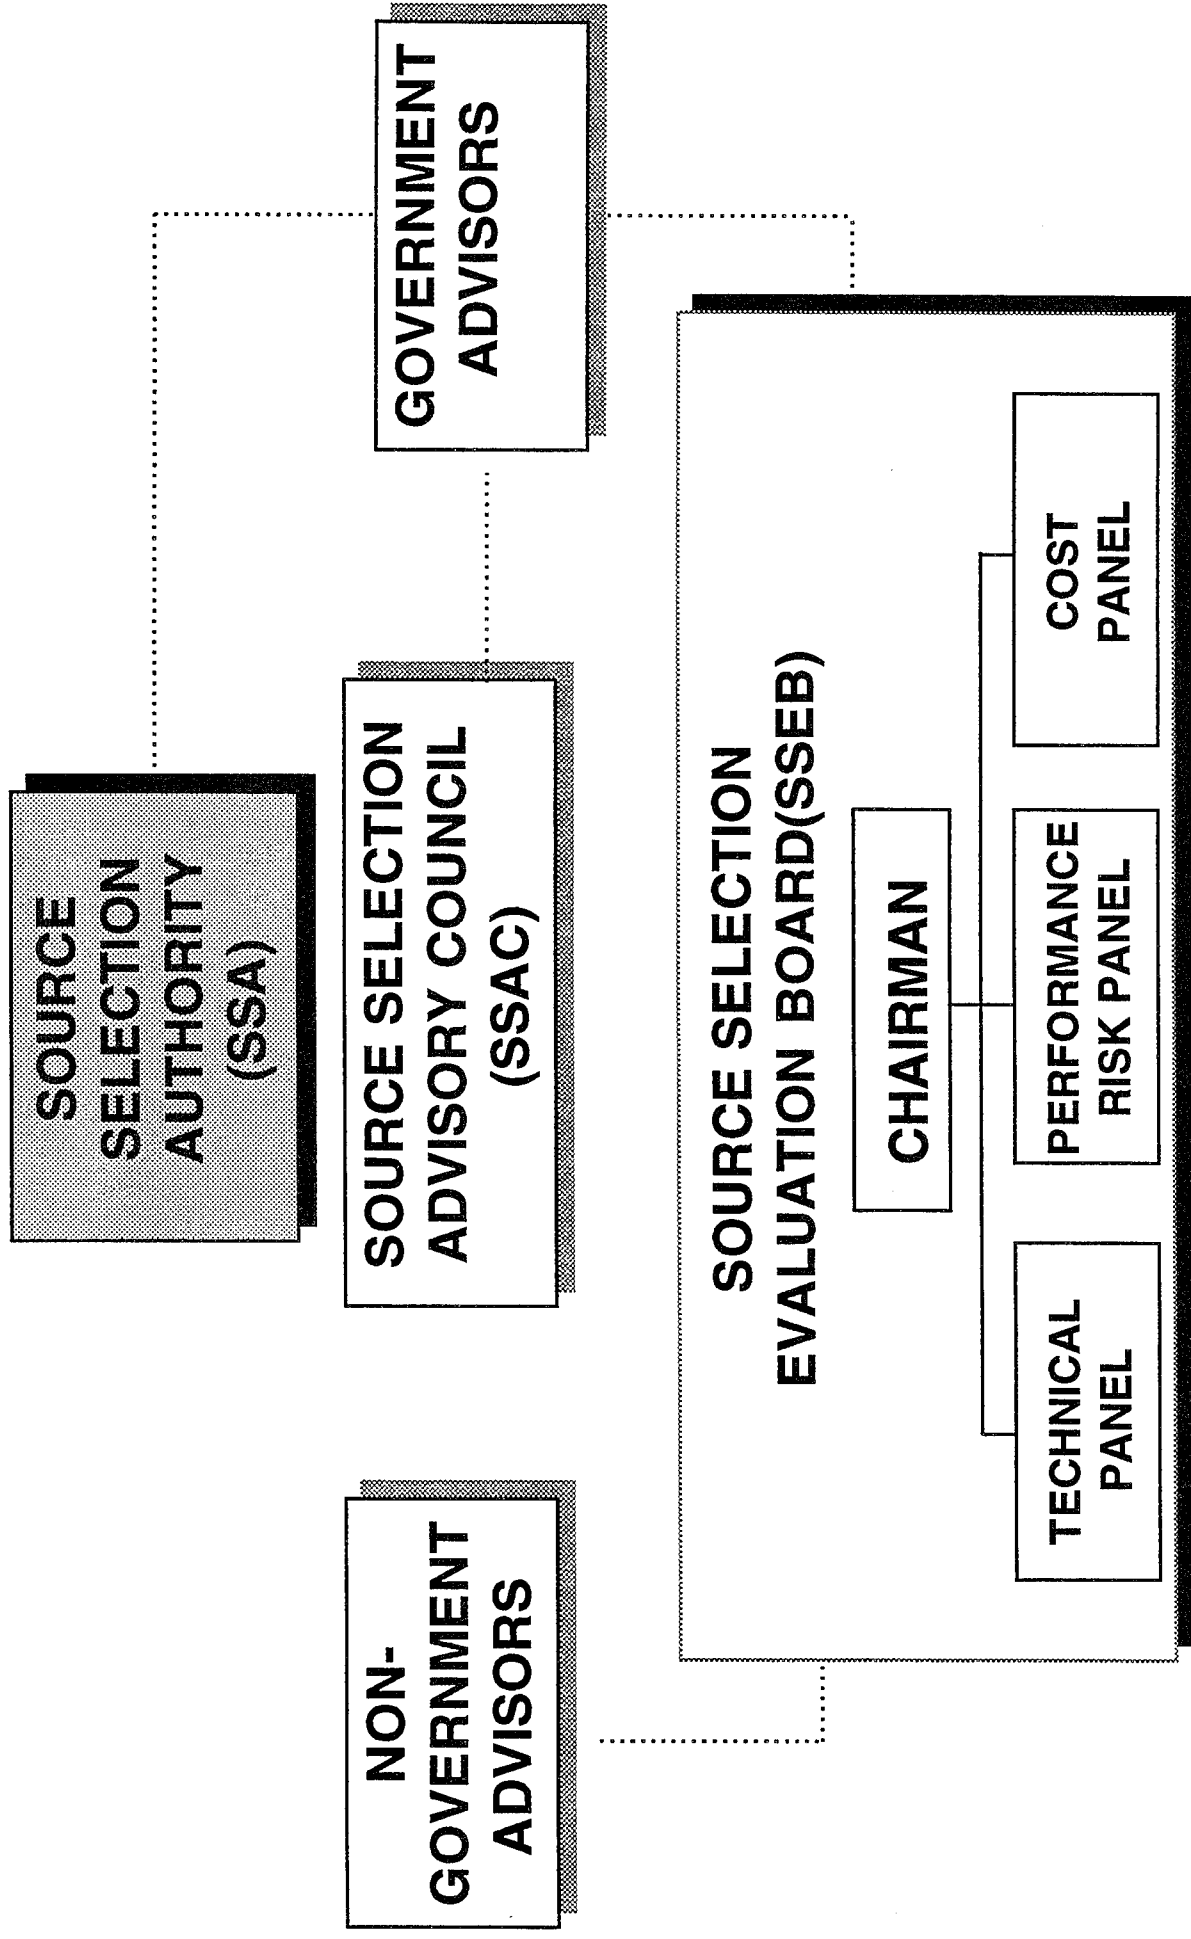 SOURCE
SELECTION
AUTHORITY
(SSA)
NON-
GOVERNMENT
ADVISORS
SOURCE SELECTION
ADVISORY COUNCIL
(SSAC)
GOVERNMENT
ADVISORS
SOURCE SELECTION
EVALUATION BOARD(SSEB)
CHAIRMAN
TECHNICAL
PANEL
PERFORMANCE
RISK PANEL
COST
PANEL